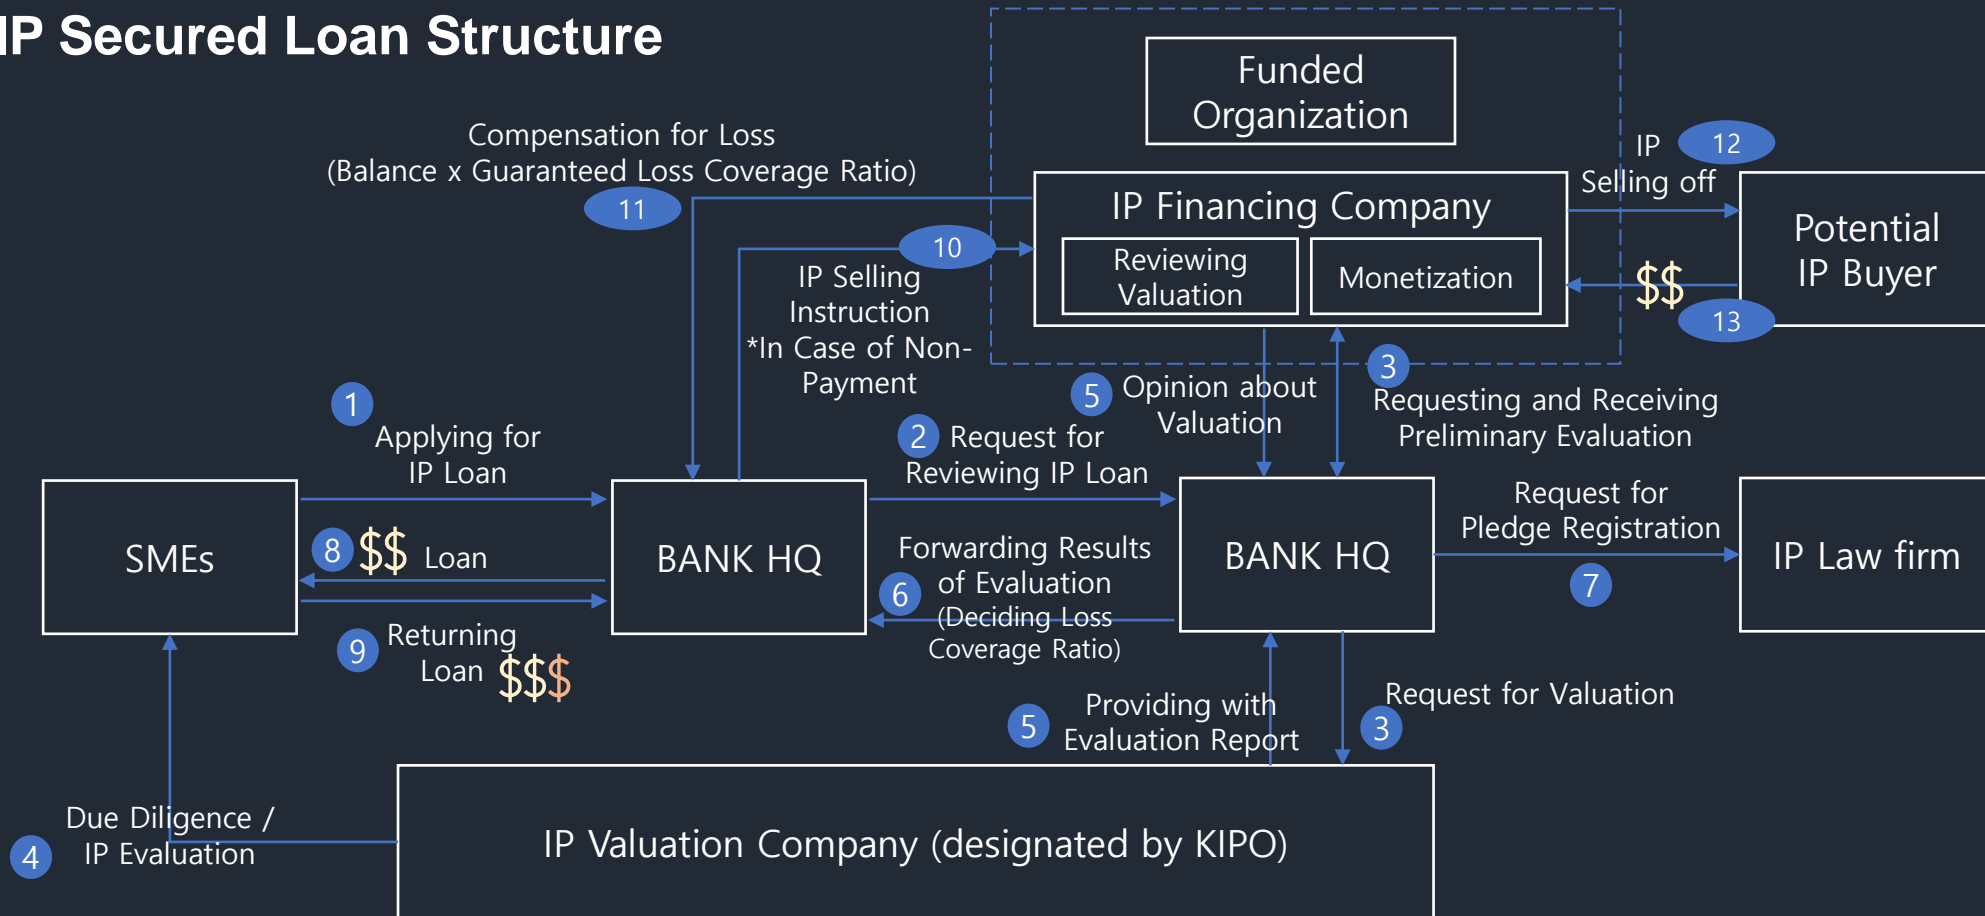 IP Secured Loan Structure
Funded
Organization
Compensation for Loss
(Balance x Guaranteed Loss Coverage Ratio)
11
IP Financing Company
Reviewing
Valuation
Monetization
IP
Selling off
12
Potential
IP Buyer
$$
13
10
IP Selling
Instruction
*In Case of Non-
Payment
5
Opinion about
Valuation
3
Requesting and Receiving
Preliminary Evaluation
1
Applying for
IP Loan
2
Request for
Reviewing IP Loan
Request for
Pledge Registration
7
SMEs
8
$$ Loan
BANK HQ
Forwarding Results
of Evaluation
(Deciding Loss
Coverage Ratio)
6
BANK HQ
IP Law firm
9
Returning
Loan $$$
5
Providing with
Evaluation Report
Request for Valuation
3
Due Diligence /
IP Evaluation
4
IP Valuation Company (designated by KIPO)